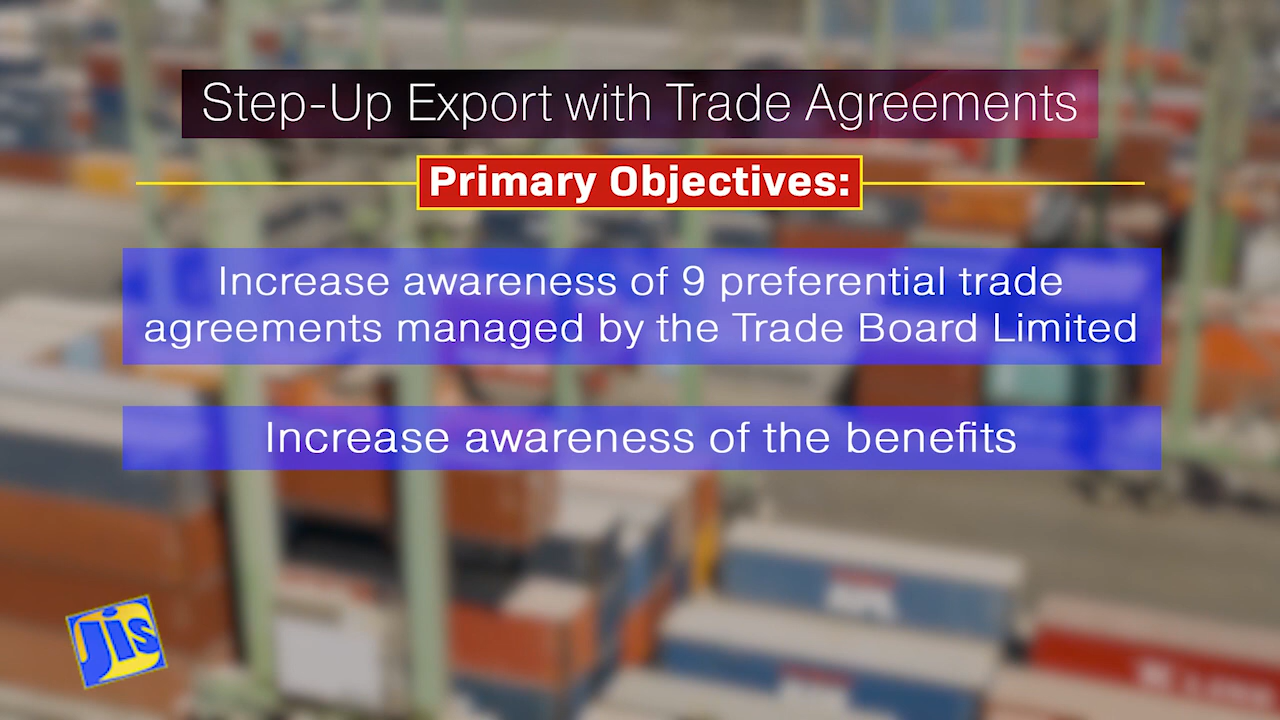 Step-Up Export with Trade Agreements
Primary Objectives:
Increase awareness of 9 preferential trade
agreements managed by the Trade Board Limited
Increase awareness of the benefits
jis